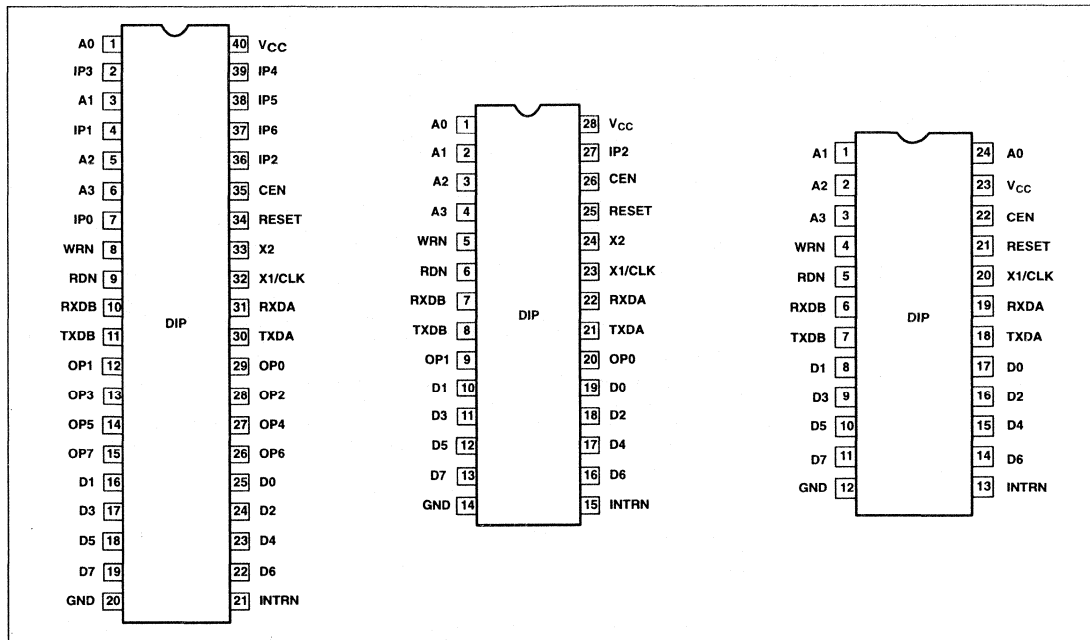 A0 1 40 VCC
IP3 2 39 IP4
A1 3 38 IP5
IP1 4 37 IP6
A2 5 36 IP2
A3 6 35 CEN
IP0 7 34 RESET
WRN 8 33 X2
RDN 9 32 X1/CLK
RXDB 10 31 RXDA
DIP
TXDB 11 30 TXDA
OP1 12 29 OP0
OP3 13 28 OP2
OP5 14 27 OP4
OP7 15 26 OP6
D1 16 25 D0
D3 17 24 D2
D5 18 23 D4
D7 19 22 D6
GND 20 21 INTRN
A0 1 28 VCC
A1 2 27 IP2
A2 3 26 CEN
A3 4 25 RESET
WRN 5 24 X2
RDN 6 23 X1/CLK
RXDB 7 22 RXDA
DIP
TXDB 8 21 TXDA
OP1 9 20 OP0
D1 10 19 D0
D3 11 18 D2
D5 12 17 D4
D7 13 16 D6
GND 14 15 INTRN
A1 1 24 A0
A2 2 23 VCC
A3 3 22 CEN
WRN 4 21 RESET
RDN 5 20 X1/CLK
RXDB 6 19 RXDA
DIP
TXDB 7 18 TXDA
D1 8 17 D0
D3 9 16 D2
D5 10 15 D4
D7 11 14 D6
GND 12 13 INTRN